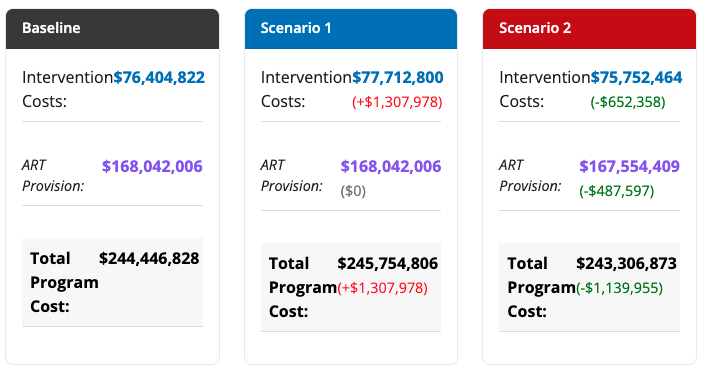 Baseline
Intervention $76,404,822
Costs:
ART $168,042,006
Provision:
Total $244,446,828
Program
Cost:
Scenario 1
Intervention $77,712,800
Costs: (+$1,307,978)
ART $168,042,006
Provision: ($0)
Total $245,754,806
Program (+$1,307,978)
Cost:
Scenario 2
Intervention $75,752,464
Costs: (-$652,358)
ART $167,554,409
Provision: (-$487,597)
Total $243,306,873
Program (-$1,139,955)
Cost: